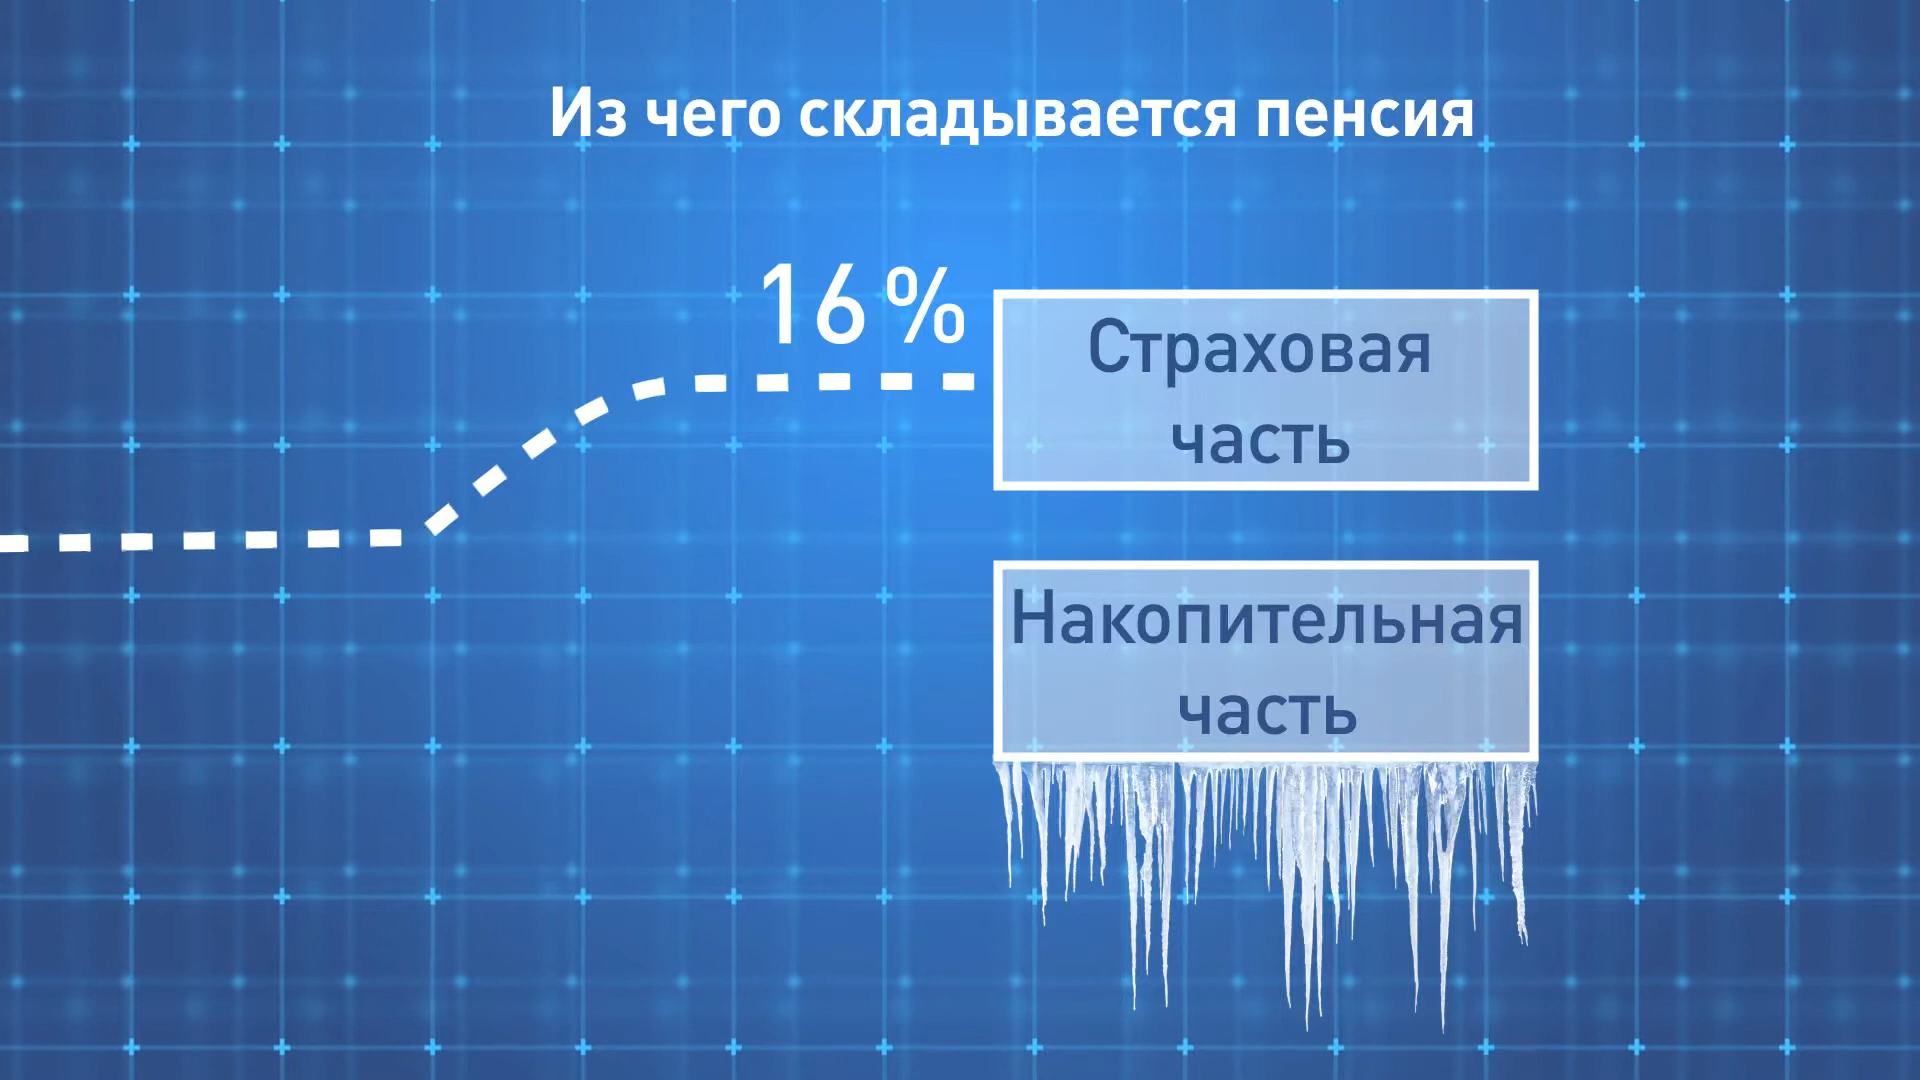 Из чего складывается пенсия
16%
Страховая
часть
Накопительная
часть